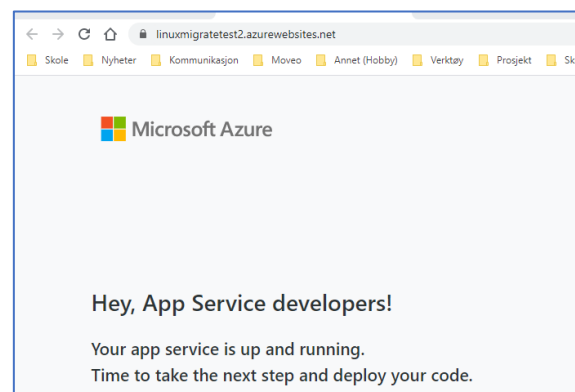 linuxmigratetest2.azurewebsites.net
Skole Nyheter Kommunikasjon Moveo Annet (Hobby) Verktøy Prosjekt Sk
Microsoft Azure
Hey, App Service developers!
Your app service is up and running.
Time to take the next step and deploy your code.